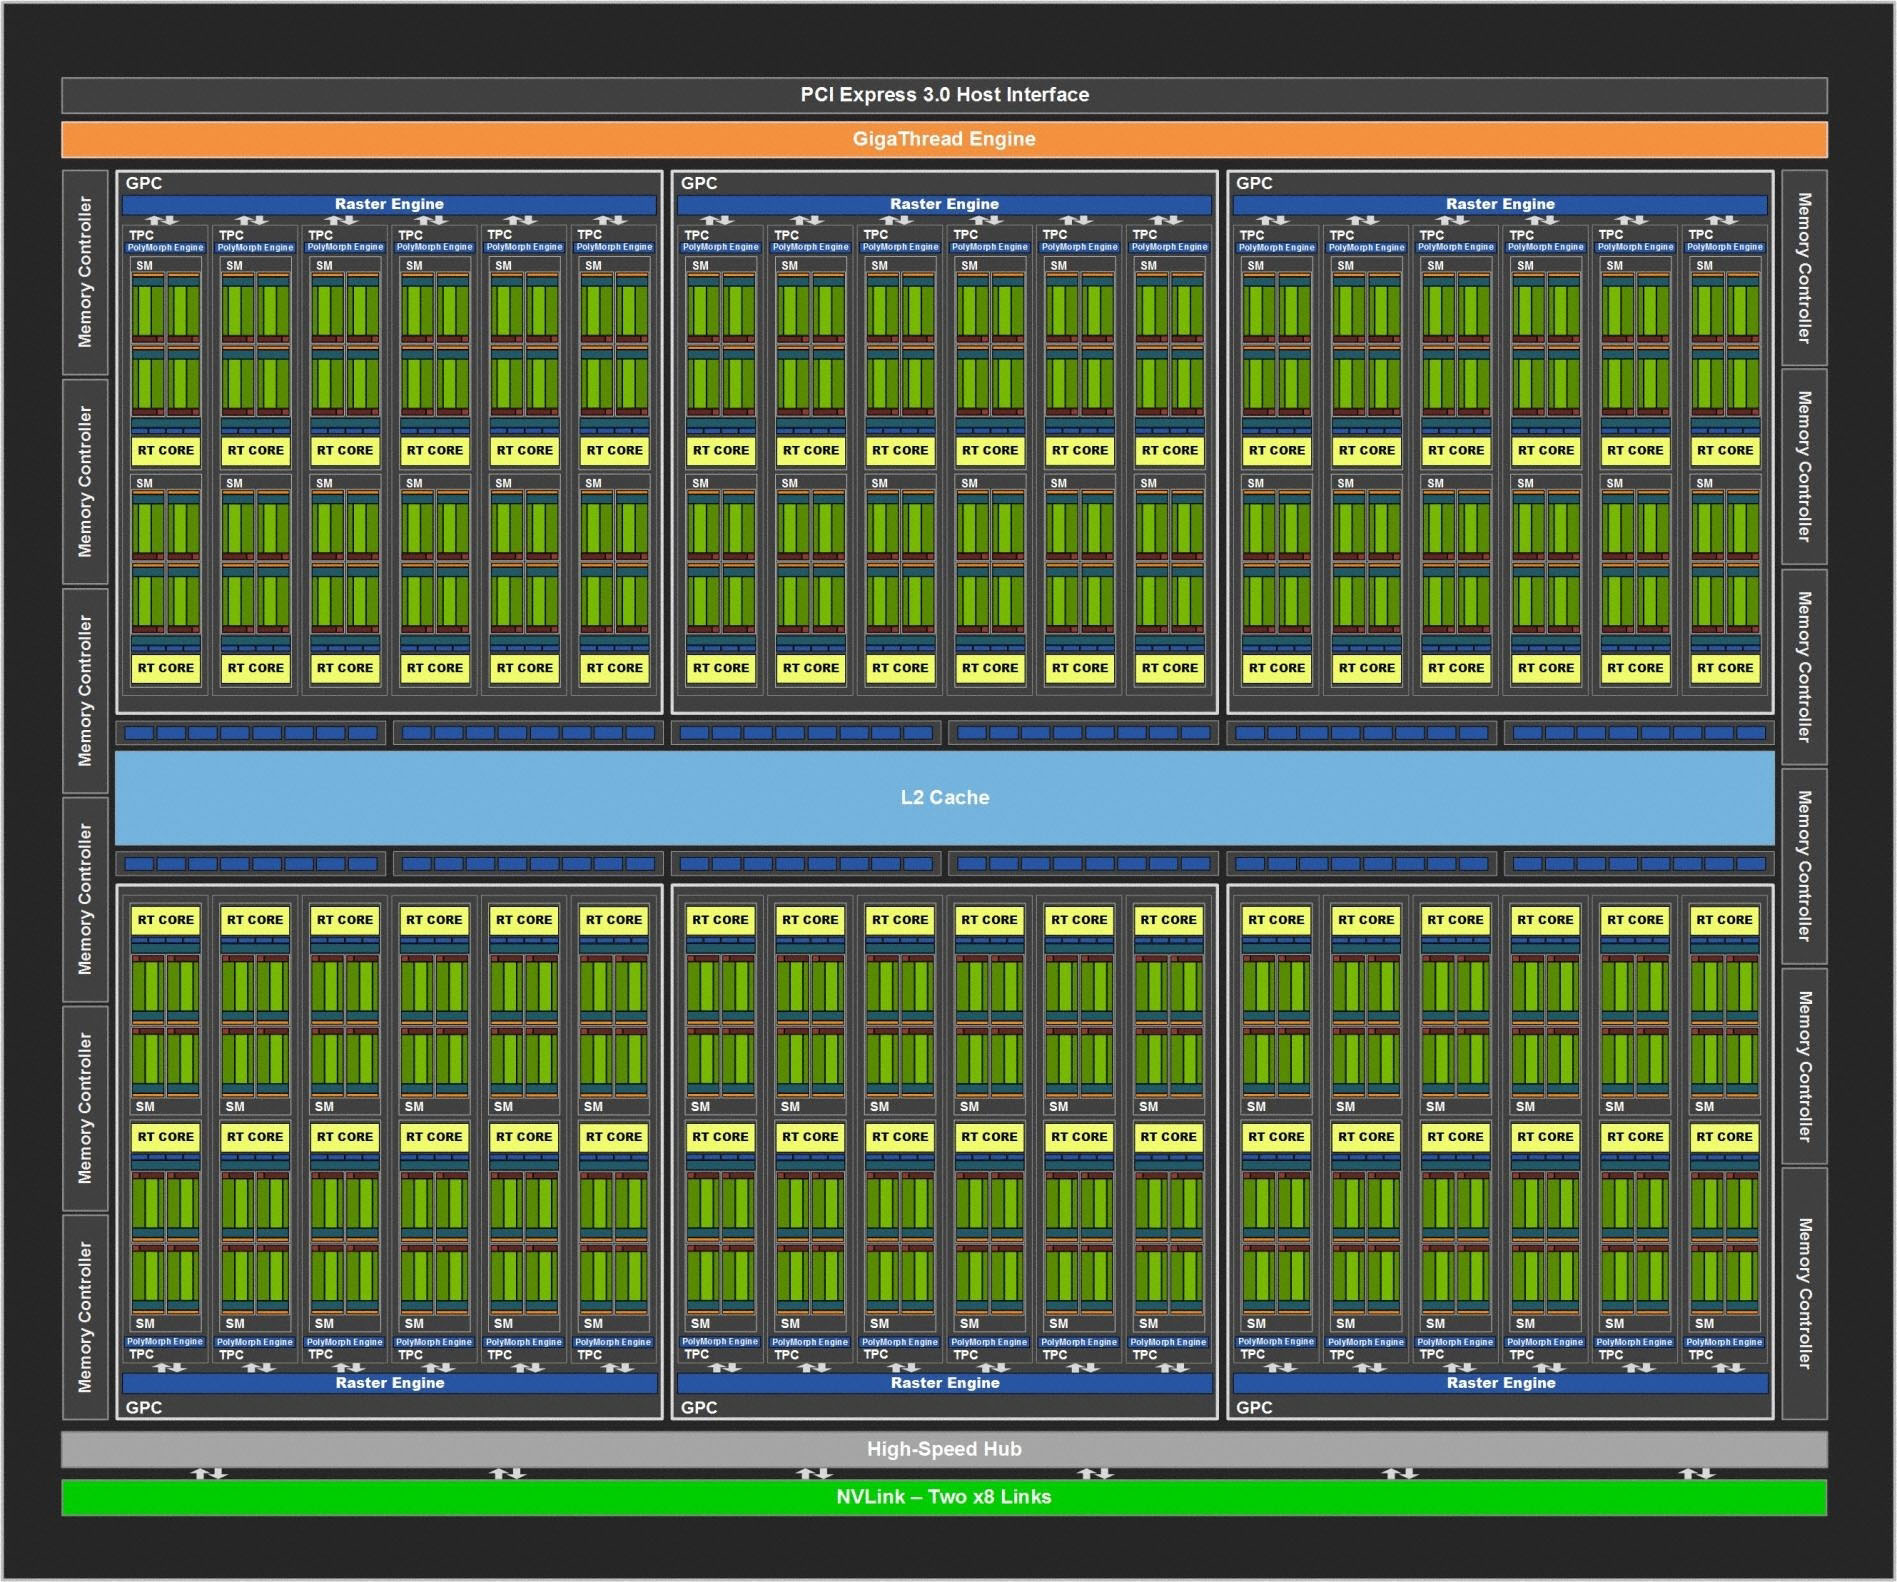 PCI Express 3.0 Host Interface
GigaThread Engine
Memory Controller
Memory Controller
Memory Controller
Memory Controller
Memory Controller
Memory Controller
GPC GPC GPC
Raster Engine Raster Engine Raster Engine
TPC TPC TPC TPC TPC TPC TPC TPC TPC TPC TPC TPC TPC TPC TPC TPC TPC TPC
PolyMorph Engine PolyMorph Engine PolyMorph Engine PolyMorph Engine PolyMorph Engine PolyMorph Engine PolyMorph Engine PolyMorph Engine PolyMorph Engine PolyMorph Engine PolyMorph Engine PolyMorph Engine PolyMorph Engine PolyMorph Engine PolyMorph Engine PolyMorph Engine PolyMorph Engine PolyMorph Engine
SM SM SM SM SM SM SM SM SM SM SM SM SM SM SM SM SM SM
RT CORE RT CORE RT CORE RT CORE RT CORE RT CORE RT CORE RT CORE RT CORE RT CORE RT CORE RT CORE RT CORE RT CORE RT CORE RT CORE RT CORE RT CORE
SM SM SM SM SM SM SM SM SM SM SM SM SM SM SM SM SM SM
RT CORE RT CORE RT CORE RT CORE RT CORE RT CORE RT CORE RT CORE RT CORE RT CORE RT CORE RT CORE RT CORE RT CORE RT CORE RT CORE RT CORE RT CORE
L2 Cache
RT CORE RT CORE RT CORE RT CORE RT CORE RT CORE RT CORE RT CORE RT CORE RT CORE RT CORE RT CORE RT CORE RT CORE RT CORE RT CORE RT CORE RT CORE
SM SM SM SM SM SM SM SM SM SM SM SM SM SM SM SM SM SM
RT CORE RT CORE RT CORE RT CORE RT CORE RT CORE RT CORE RT CORE RT CORE RT CORE RT CORE RT CORE RT CORE RT CORE RT CORE RT CORE RT CORE RT CORE
SM SM SM SM SM SM SM SM SM SM SM SM SM SM SM SM SM SM
PolyMorph Engine PolyMorph Engine PolyMorph Engine PolyMorph Engine PolyMorph Engine PolyMorph Engine PolyMorph Engine PolyMorph Engine PolyMorph Engine PolyMorph Engine PolyMorph Engine PolyMorph Engine PolyMorph Engine PolyMorph Engine PolyMorph Engine PolyMorph Engine PolyMorph Engine PolyMorph Engine
TPC TPC TPC TPC TPC TPC TPC TPC TPC TPC TPC TPC TPC TPC TPC TPC TPC TPC
Raster Engine Raster Engine Raster Engine
GPC GPC GPC
Memory Controller
Memory Controller
Memory Controller
Memory Controller
Memory Controller
Memory Controller
High-Speed Hub
NVLink – Two x8 Links